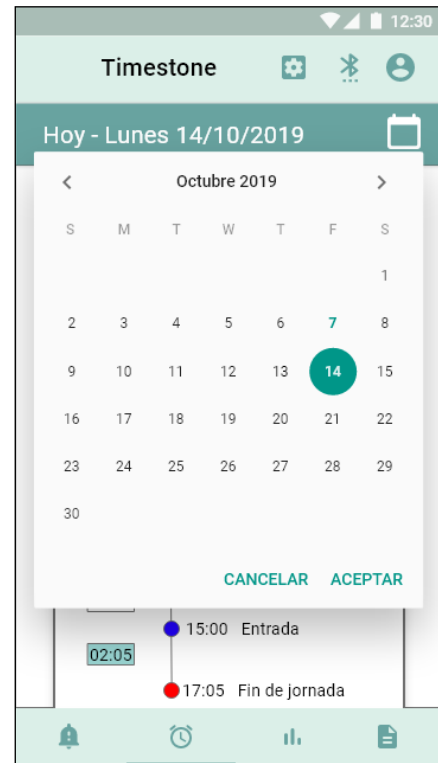 12:30
Timestone
Hoy - Lunes 14/10/2019
Octubre 2019
S M T W T F S
1
2 3 4 5 6 7 8
9 10 11 12 13 14 15
16 17 18 19 20 21 22
23 24 25 26 27 28 29
30
CANCELAR ACEPTAR
15:00 Entrada
02:05
17:05 Fin de jornada